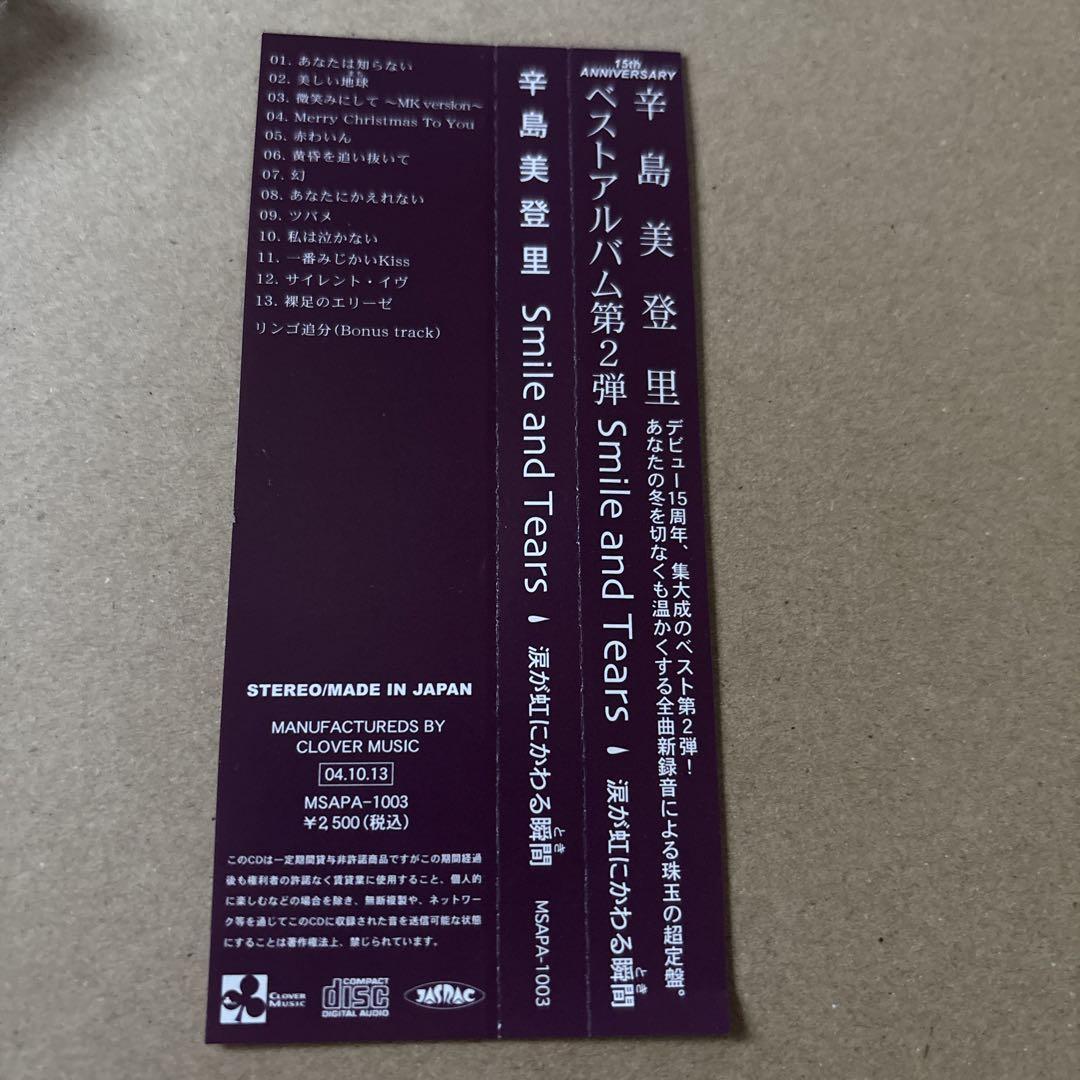 01. あなたは知らない
02. 美しい地球
まち
03. 微笑みにして ～MK version～
04. Merry Christmas To You
05. 赤わいん
06. 黄昏を追い抜いて
07. 幻
08. あなたにかえれない
09. ツバメ
10. 私は泣かない
11. 一番みじかいKiss
12. サイレント・イヴ
13. 裸足のエリーゼ
リンゴ追分(Bonus track)
STEREO/MADE IN JAPAN
MANUFACTUREDS BY
CLOVER MUSIC
04.10.13
MSAPA-1003
¥2,500(税込)
このCDは一定期間貸与非許諾商品ですがこの期間経過
後も権利者の許諾なく賃貸業に使用すること、個人的
に楽しむなどの場合を除き、無断複製や、ネットワー
ク等を通じてこのCDに収録された音を送信可能な状態
にすることは著作権法上、禁じられています。
CLOVER
MUSIC
COMPACT
disc
DIGITAL AUDIO
JASRAC
辛島美登里 Smile and Tears 涙が虹にかわる瞬間
とき
MSAPA-1003
15th
ANNIVERSARY
辛島美登里
ベストアルバム第2弾 Smile and Tears 涙が虹にかわる瞬間
とき
デビュー15周年、集大成のベスト第2弾!
あなたの冬を切なくも温かくする全曲新録音による珠玉の超定盤。